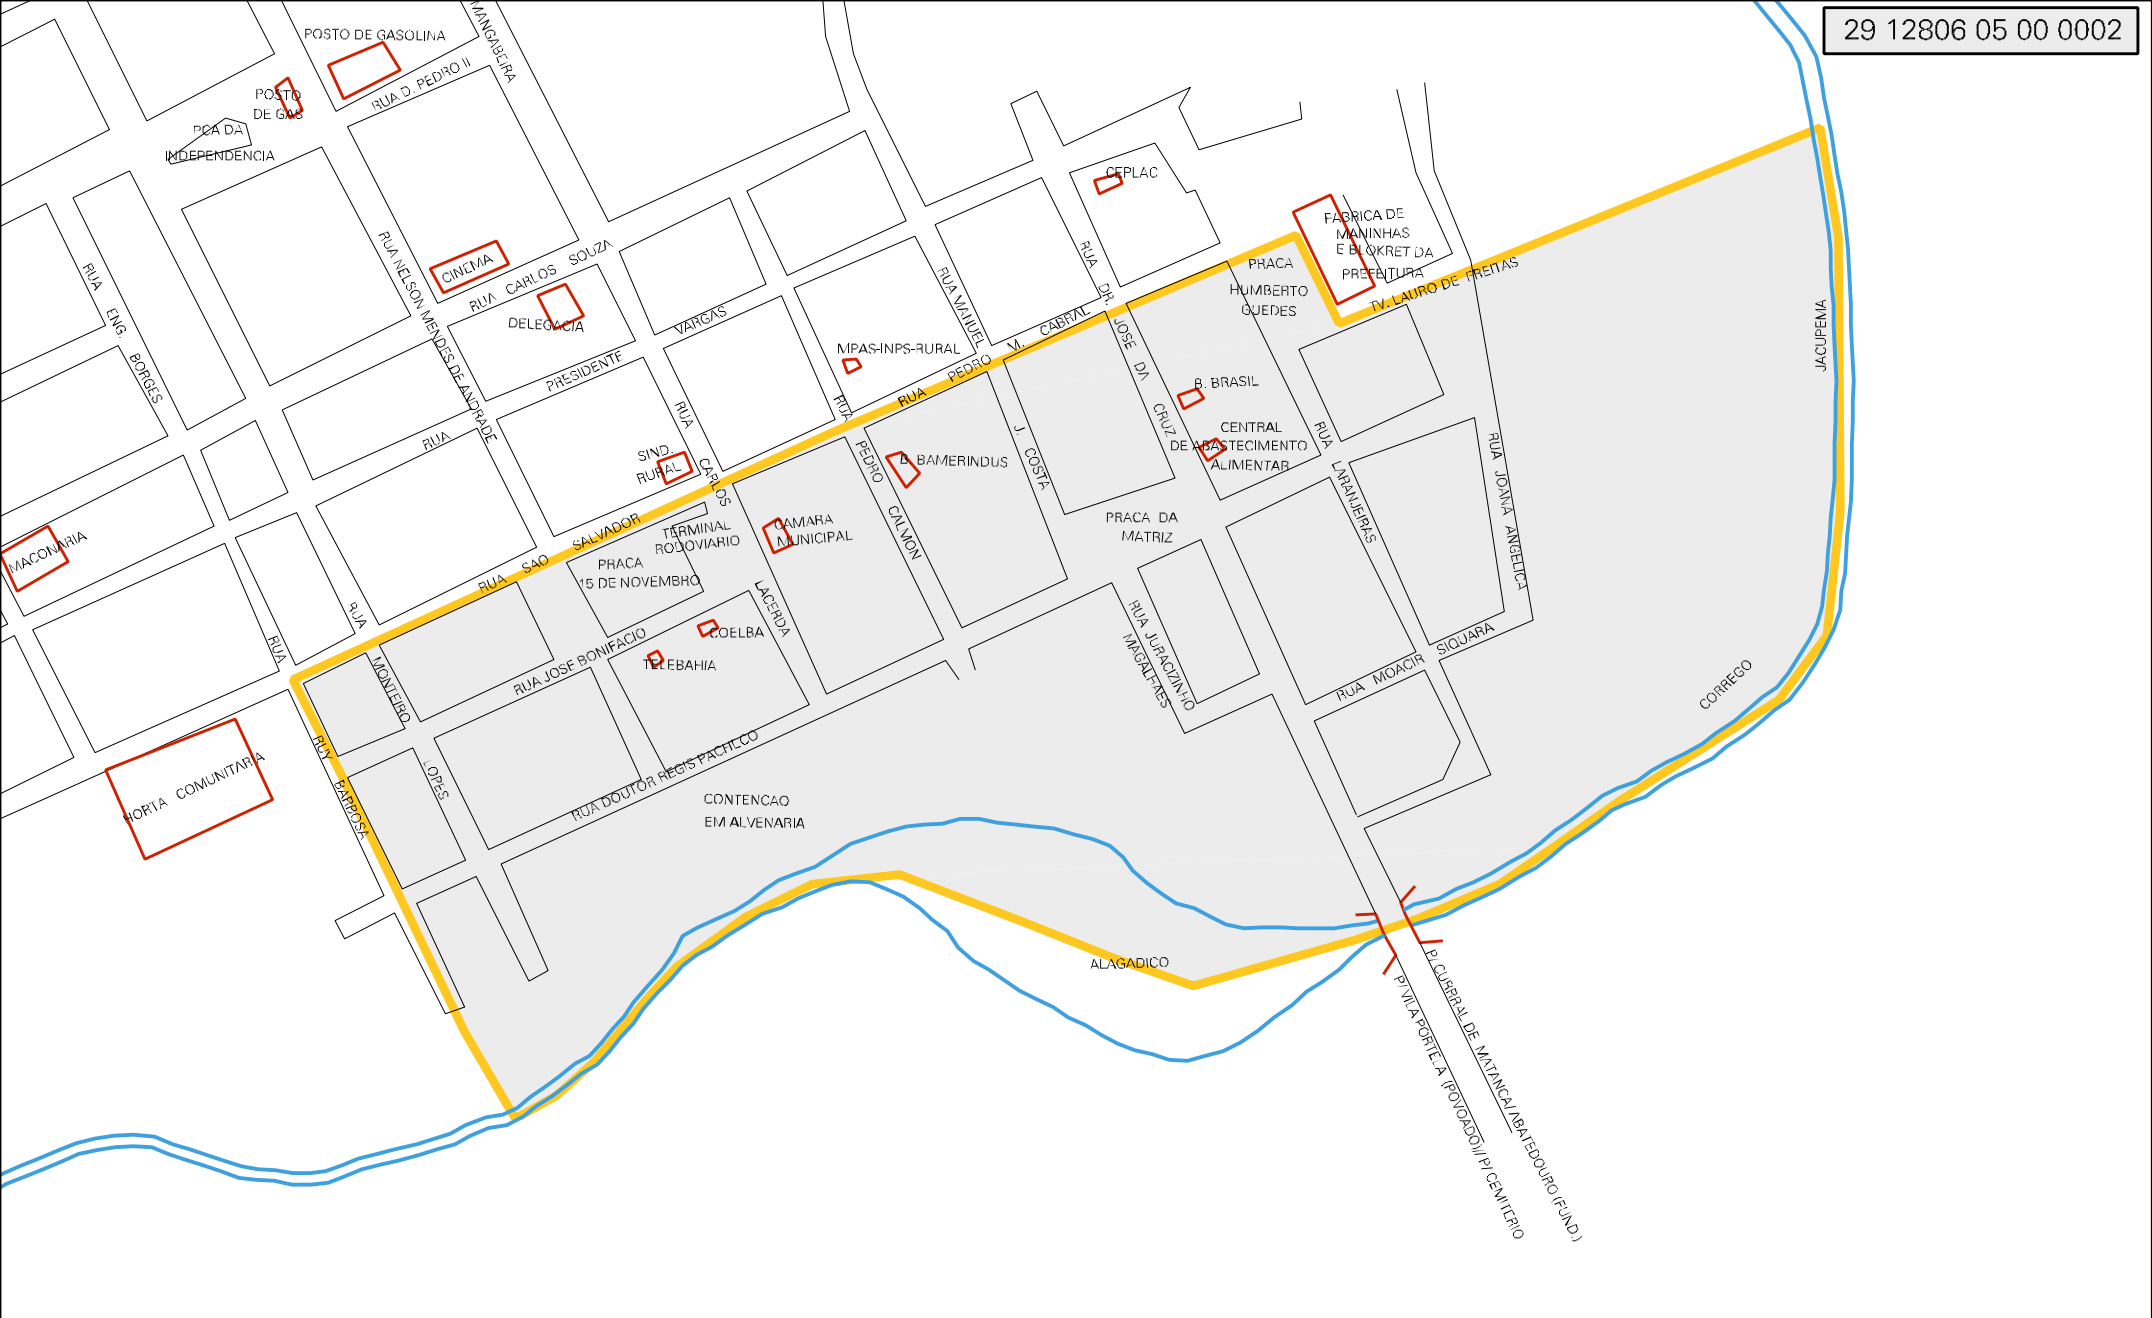 29 12806 05 00 0002
POSTO DE GASOLINA
MANGABEIRA
RUA D. PEDRO II
POSTO
DE GAS
PCA DA
INDEPENDENCIA
CEPLAC
FABRICA DE
MANINHAS
E BLOKRET DA
PREFEITURA
TV. LAURO DE FREITAS
PRACA
HUMBERTO
GUEDES
CINEMA
RUA CARLOS SOUZA
DELEGACIA
RUA NELSON MENDES DE ANDRADE
RUA ENG. BORGES
RUA PRESIDENTE VARGAS
MPAS-INPS-RURAL
RUA MANUEL J. COSTA
RUA PEDRO M. CABRAL
RUA DR. JOSE DA CRUZ
JACUPEMA
B. BRASIL
CENTRAL
DE ABASTECIMENTO
ALIMENTAR
RUA LARANJEIRAS
RUA JOANA ANGELICA
SIND.
RURAL
RUA CARLOS LACERDA
RUA PEDRO CALMON
B. BAMERINDUS
PRACA DA
MATRIZ
CAMARA
MUNICIPAL
TERMINAL
RODOVIARIO
RUA SAO SALVADOR
PRACA
15 DE NOVEMBRO
MACONARIA
RUA MONTEIRO LOPES
RUA RUY BARBOSA
RUA JOSE BONIFACIO
COELBA
TELEBAHIA
RUA JURACIZINHO
MAGALHAES
RUA MOACIR SIQUARA
CORREGO
HORTA COMUNITARIA
RUA DOUTOR REGIS PACHECO
CONTENCAO
EM ALVENARIA
ALAGADICO
P/ VILA PORTELA (POVOADO)// P/ CEMITERIO
P/ CURRRAL DE MATANCA/ ABATEDOURO (FUND.)